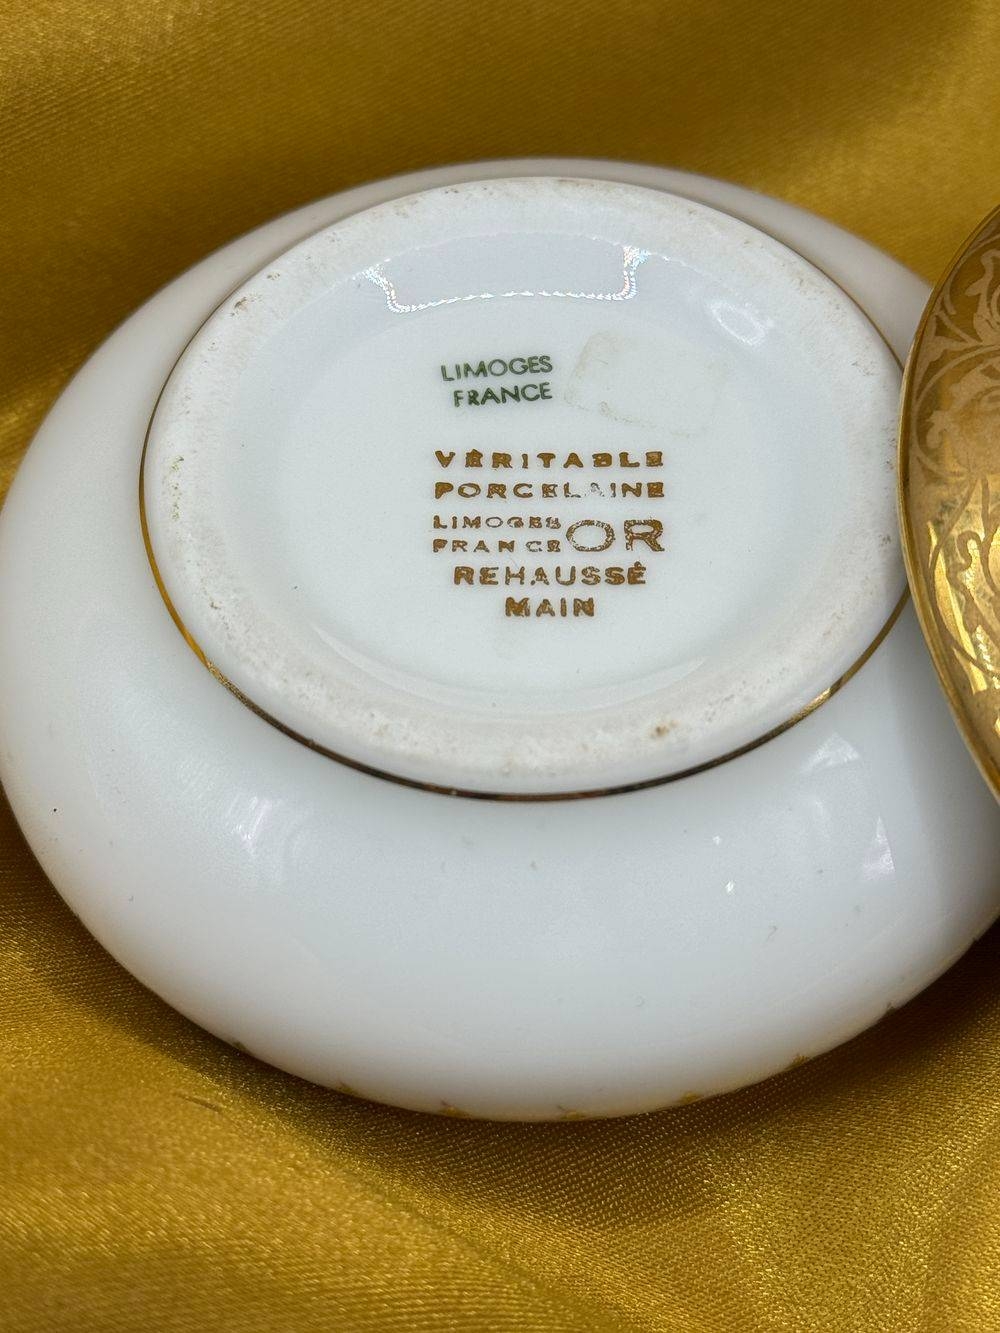 LIMOGES
FRANCE
VÉRITABLE
PORCELAINE
LIMOGES
FRANCE OR
REHAUSSÉ
MAIN